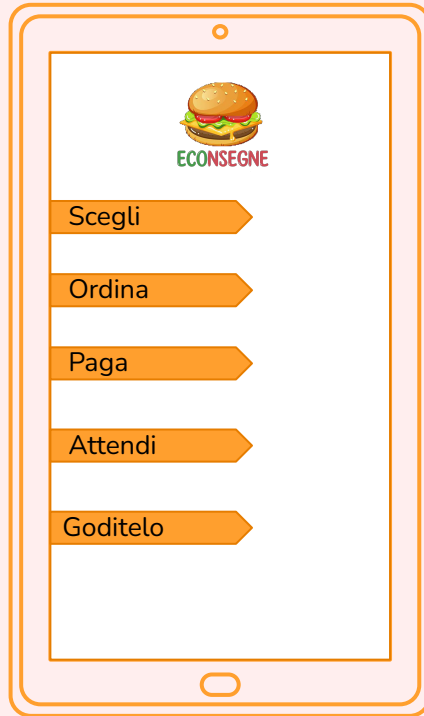 ECONSEGNE
Scegli
Ordina
Paga
Attendi
Goditelo